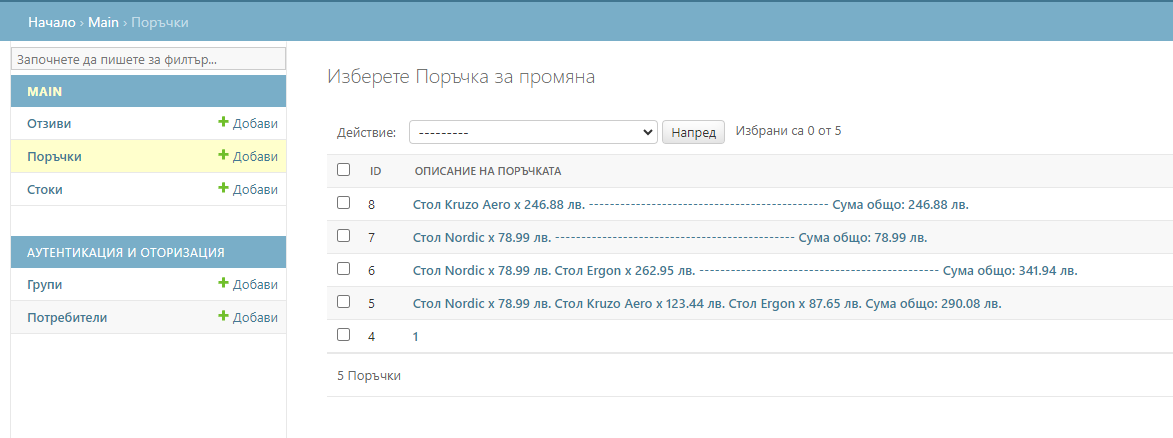 Начало › Main › Поръчки
Започнете да пишете за филтър...
MAIN
Отзиви + Добави
Поръчки + Добави
Стоки + Добави
АУТЕНТИКАЦИЯ И ОТОРИЗАЦИЯ
Групи + Добави
Потребители + Добави
Изберете Поръчка за промяна
Действие: --------- Напред Избрани са 0 от 5
ID ОПИСАНИЕ НА ПОРЪЧКАТА
8 Стол Kruzo Aero x 246.88 лв. ---------------------------------------------- Сума общо: 246.88 лв.
7 Стол Nordic x 78.99 лв. ---------------------------------------------- Сума общо: 78.99 лв.
6 Стол Nordic x 78.99 лв. Стол Ergon x 262.95 лв. ---------------------------------------------- Сума общо: 341.94 лв.
5 Стол Nordic x 78.99 лв. Стол Kruzo Aero x 123.44 лв. Стол Ergon x 87.65 лв. Сума общо: 290.08 лв.
4 1
5 Поръчки